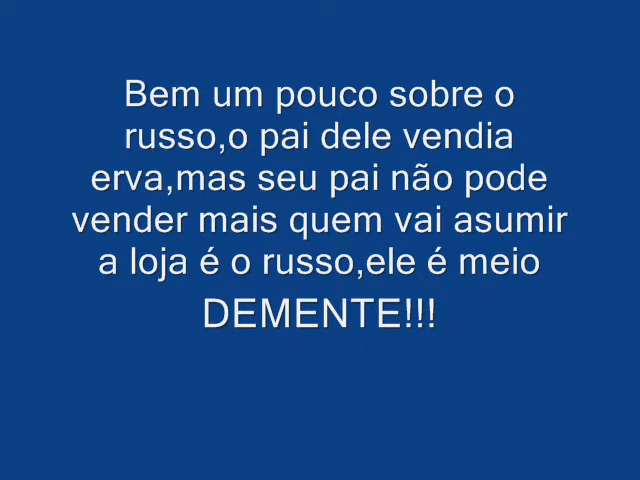 Bem um pouco sobre o
russo,o pai dele vendia
erva,mas seu pai não pode
vender mais quem vai asumir
a loja é o russo,ele é meio
DEMENTE!!!